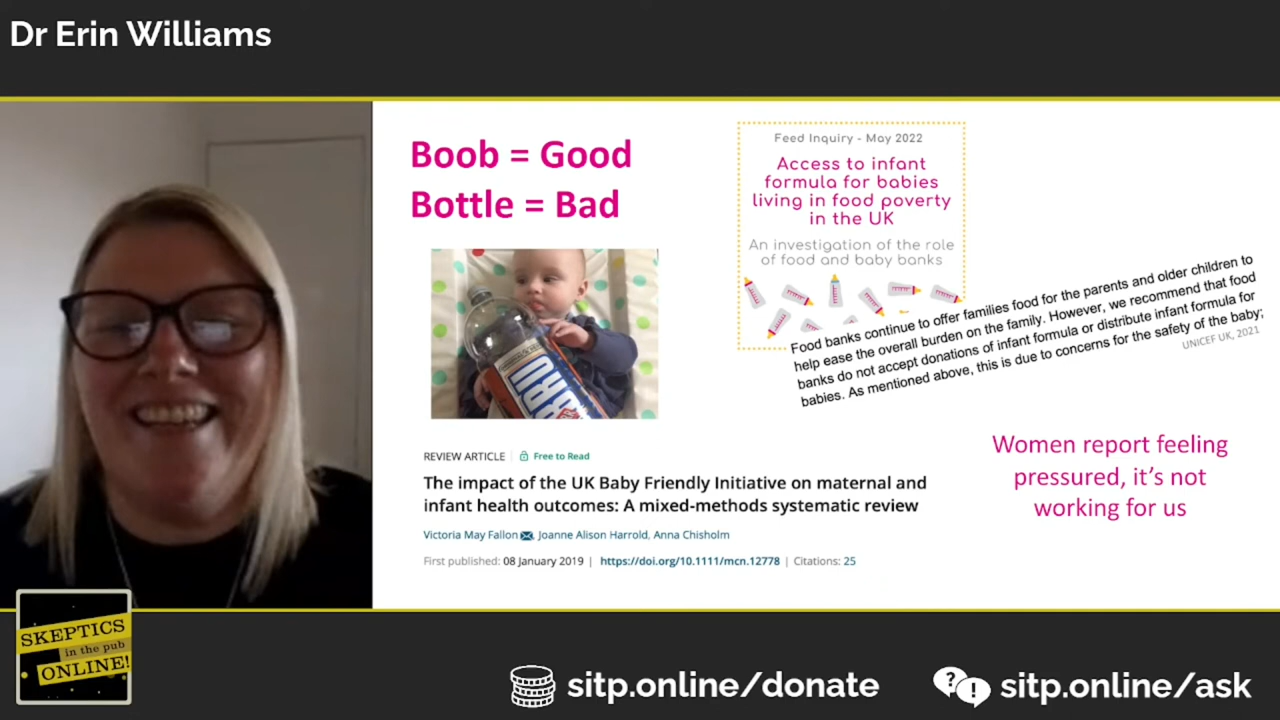 Dr Erin Williams
Boob = Good
Bottle = Bad
BRU
Feed Inquiry - May 2022
Access to infant
formula for babies
living in food poverty
in the UK
An investigation of the role
of food and baby banks
Food banks continue to offer families food for the parents and older children to
help ease the overall burden on the family. However, we recommend that food
banks do not accept donations of infant formula or distribute infant formula for
babies. As mentioned above, this is due to concerns for the safety of the baby;
UNICEF UK, 2021
REVIEW ARTICLE | Free to Read
The impact of the UK Baby Friendly Initiative on maternal and
infant health outcomes: A mixed-methods systematic review
Victoria May Fallon, Joanne Alison Harrold, Anna Chisholm
First published: 08 January 2019 | https://doi.org/10.1111/mcn.12778 | Citations: 25
Women report feeling
pressured, it's not
working for us
SKEPTICS
in the pub
ONLINE!
sitp.online/donate
sitp.online/ask